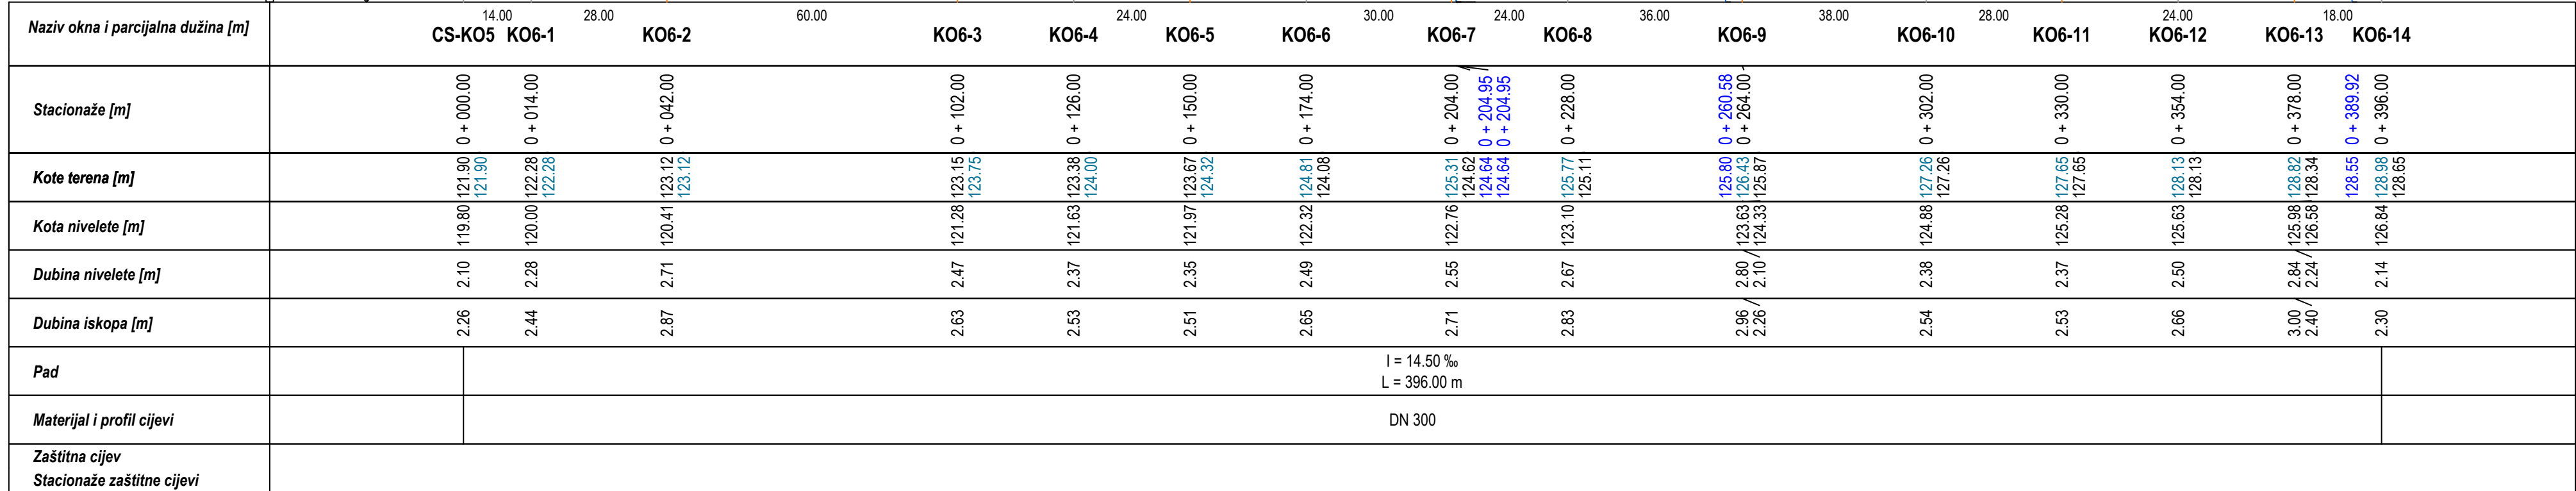 Naziv okna i parcijalna dužina [m]
14.00 28.00 60.00 24.00 30.00 24.00 36.00 38.00 28.00 24.00 18.00
CS-KO5 KO6-1 KO6-2 KO6-3 KO6-4 KO6-5 KO6-6 KO6-7 KO6-8 KO6-9 KO6-10 KO6-11 KO6-12 KO6-13 KO6-14
Stacionaže [m]
0 + 000.00 0 + 014.00 0 + 042.00 0 + 102.00 0 + 126.00 0 + 150.00 0 + 174.00 0 + 204.00 0 + 204.95 0 + 204.95 0 + 228.00 0 + 260.58 0 + 264.00 0 + 302.00 0 + 330.00 0 + 354.00 0 + 378.00 0 + 389.92 0 + 396.00
Kote terena [m]
121.90 121.90 122.28 122.28 123.12 123.12 123.15 123.75 123.38 124.00 123.67 124.32 124.81 124.08 125.31 124.62 124.64 124.64 125.77 125.11 125.80 126.43 125.87 127.26 127.26 127.65 127.65 128.13 128.13 128.82 128.34 128.55 128.98 128.65
Kota nivelete [m]
119.80 120.00 120.41 121.28 121.63 121.97 122.32 122.76 123.10 123.63 124.33 124.88 125.28 125.63 125.98 126.58 126.84
Dubina nivelete [m]
2.10 2.28 2.71 2.47 2.37 2.35 2.49 2.55 2.67 2.80 2.10 2.38 2.37 2.50 2.84 2.24 2.14
Dubina iskopa [m]
2.26 2.44 2.87 2.63 2.53 2.51 2.65 2.71 2.83 2.96 2.26 2.54 2.53 2.66 3.00 2.40 2.30
Pad
I = 14.50 ‰
L = 396.00 m
Materijal i profil cijevi
DN 300
Zaštitna cijev
Stacionaže zaštitne cijevi